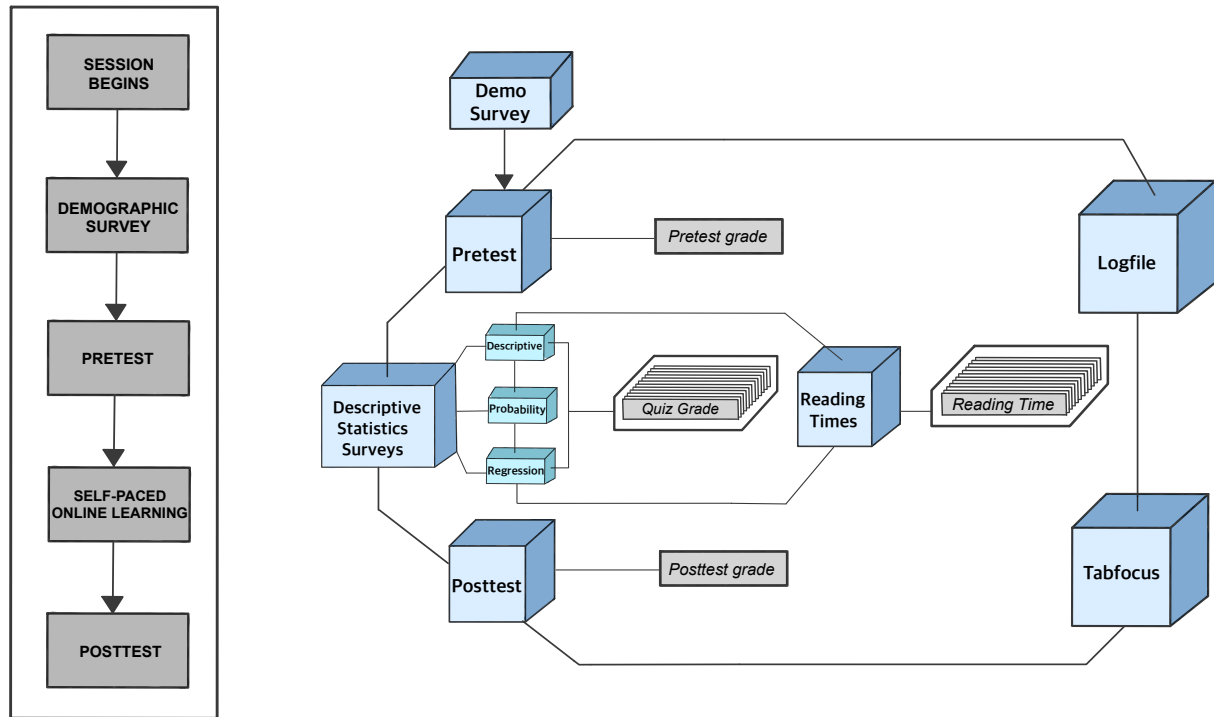 SESSION
BEGINS
DEMOGRAPHIC
SURVEY
PRETEST
SELF-PACED
ONLINE LEARNING
POSTTEST
Demo
Survey
Pretest
Pretest grade
Logfile
Descriptive
Statistics
Surveys
Descriptive
Probability
Regression
Quiz Grade
Reading
Times
Reading Time
Posttest
Posttest grade
Tabfocus